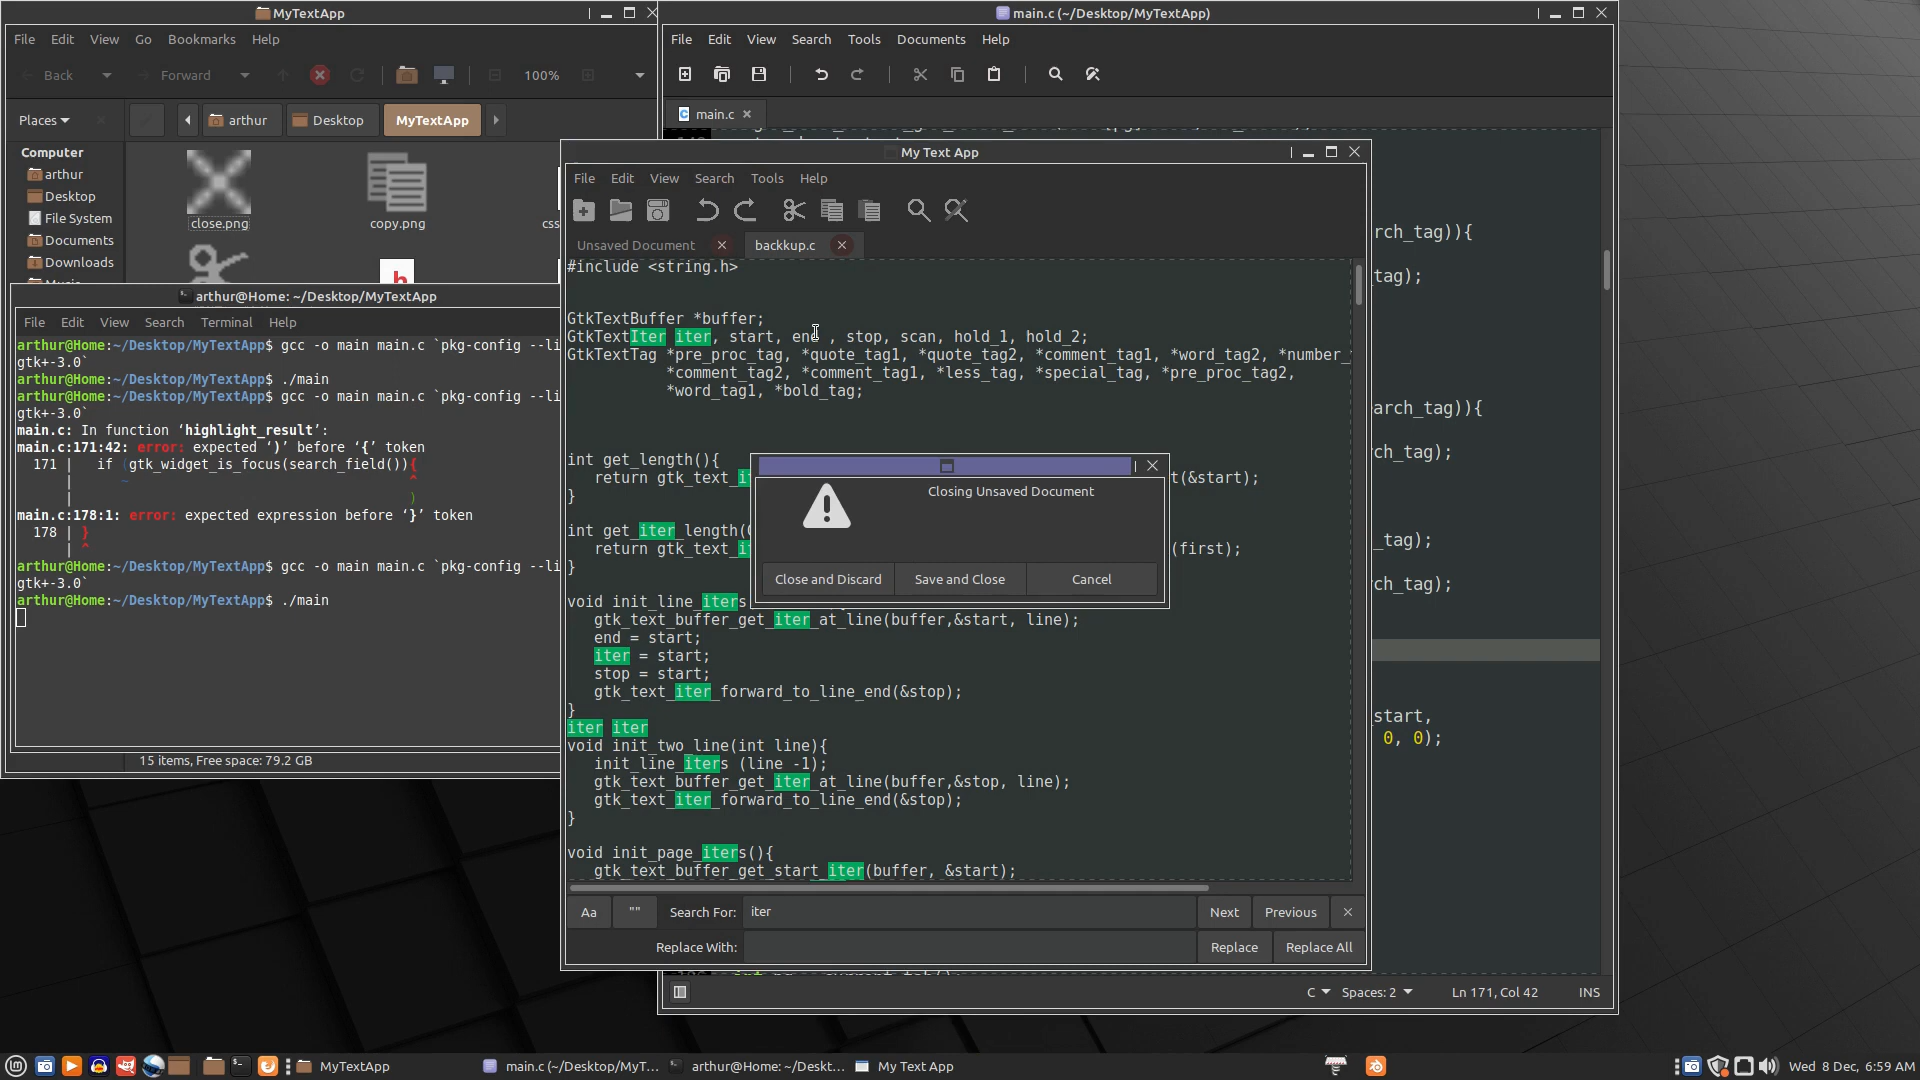 MyTextApp
File Edit View Go Bookmarks Help
Back Forward 100%
Places arthur Desktop MyTextApp
Computer
arthur
Desktop
File System
Documents
Downloads
close.png
copy.png
css
15 items, Free space: 79.2 GB
arthur@Home: ~/Desktop/MyTextApp
File Edit View Search Terminal Help
arthur@Home:~/Desktop/MyTextApp$ gcc -o main main.c `pkg-config --li
gtk+-3.0`
arthur@Home:~/Desktop/MyTextApp$ ./main
arthur@Home:~/Desktop/MyTextApp$ gcc -o main main.c `pkg-config --li
gtk+-3.0`
main.c: In function ‘highlight_result’:
main.c:171:42: error: expected ‘)’ before ‘{’ token
171 | if (gtk_widget_is_focus(search_field()){
| ~ ^
| )
main.c:178:1: error: expected expression before ‘}’ token
178 | }
| ^
arthur@Home:~/Desktop/MyTextApp$ gcc -o main main.c `pkg-config --li
gtk+-3.0`
arthur@Home:~/Desktop/MyTextApp$ ./main
main.c (~/Desktop/MyTextApp)
File Edit View Search Tools Documents Help
main.c
rch_tag)){
tag);
arch_tag)){
_tag);
_tag);
_tag);
start,
0, 0);
C Spaces: 2 Ln 171, Col 42 INS
My Text App
File Edit View Search Tools Help
Unsaved Document backkup.c
#include <string.h>
GtkTextBuffer *buffer;
GtkTextIter iter, start, end , stop, scan, hold_1, hold_2;
GtkTextTag *pre_proc_tag, *quote_tag1, *quote_tag2, *comment_tag1, *word_tag2, *number_
*comment_tag2, *comment_tag1, *less_tag, *special_tag, *pre_proc_tag2,
*word_tag1, *bold_tag;
int get_length(){
return gtk_text_it t(&start);
}
int get_iter_length(
return gtk_text_it (first);
}
void init_line_iters
gtk_text_buffer_get_iter_at_line(buffer,&start, line);
end = start;
iter = start;
stop = start;
gtk_text_iter_forward_to_line_end(&stop);
}
iter iter
void init_two_line(int line){
init_line_iters (line -1);
gtk_text_buffer_get_iter_at_line(buffer,&stop, line);
gtk_text_iter_forward_to_line_end(&stop);
}
void init_page_iters(){
gtk_text_buffer_get_start_iter(buffer, &start);
Aa "" Search For: iter Next Previous
Replace With: Replace Replace All
Closing Unsaved Document
Close and Discard Save and Close Cancel
MyTextApp main.c (~/Desktop/MyT... arthur@Home: ~/Deskt... My Text App Wed 8 Dec, 6:59 AM